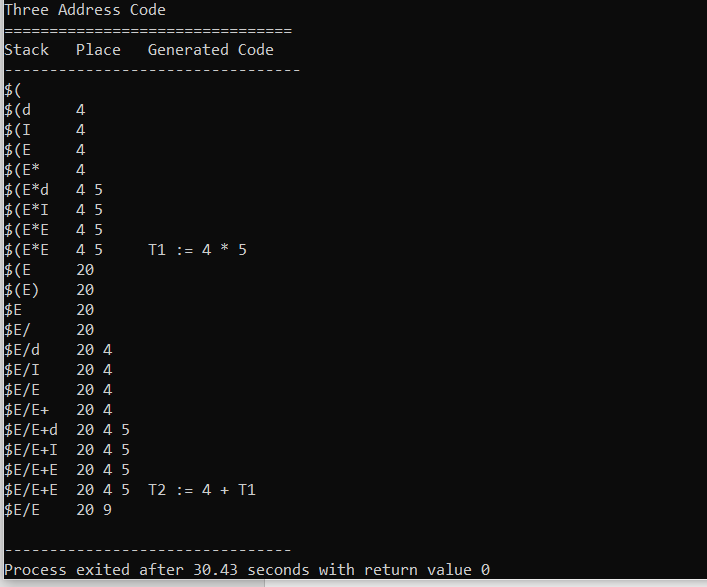 Three Address Code
================================
Stack   Place   Generated Code
---------------------------------
$(
$(d     4
$(I     4
$(E     4
$(E*    4
$(E*d   4 5
$(E*I   4 5
$(E*E   4 5
$(E*E   4 5     T1 := 4 * 5
$(E     20
$(E)    20
$E      20
$E/     20
$E/d    20 4
$E/I    20 4
$E/E    20 4
$E/E+   20 4
$E/E+d  20 4 5
$E/E+I  20 4 5
$E/E+E  20 4 5
$E/E+E  20 4 5  T2 := 4 + T1
$E/E    20 9
--------------------------------
Process exited after 30.43 seconds with return value 0